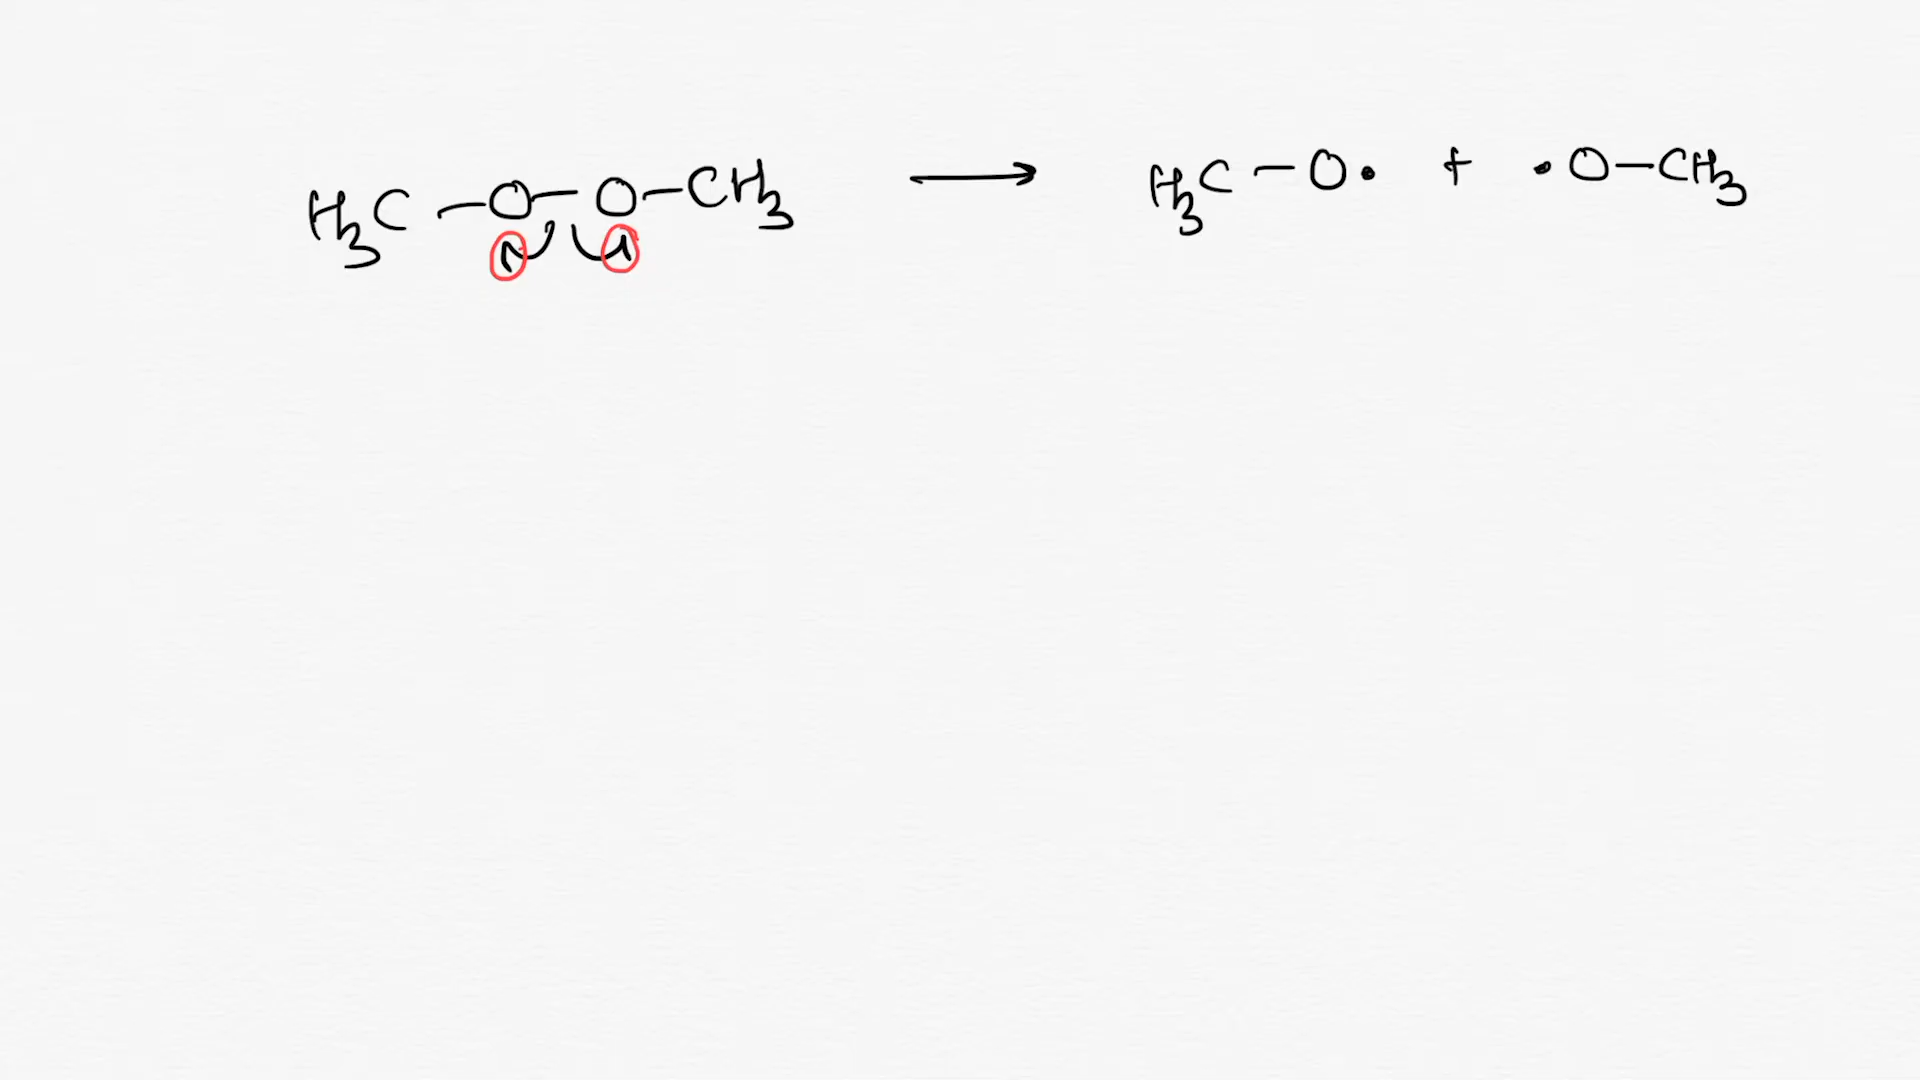 H₃C–O–O–CH₃ ⟶ H₃C–O• + •O–CH₃